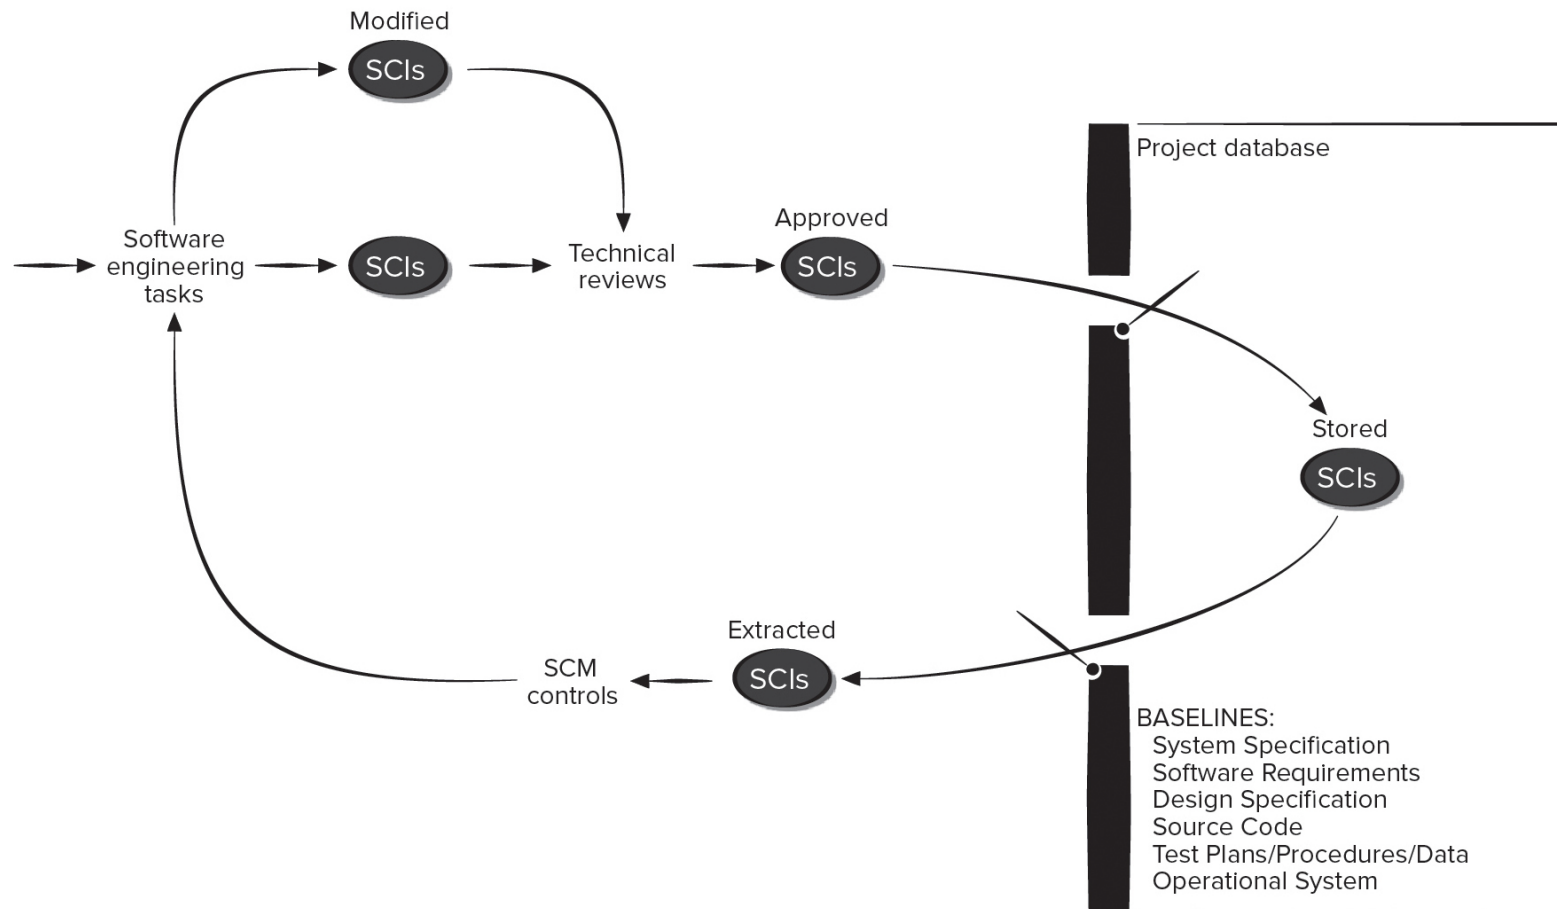 Modified
SCIs
Project database
Approved
Software
engineering
tasks
SCIs
Technical
reviews
SCIs
Stored
SCIs
Extracted
SCIs
SCM
controls
BASELINES:
System Specification
Software Requirements
Design Specification
Source Code
Test Plans/Procedures/Data
Operational System